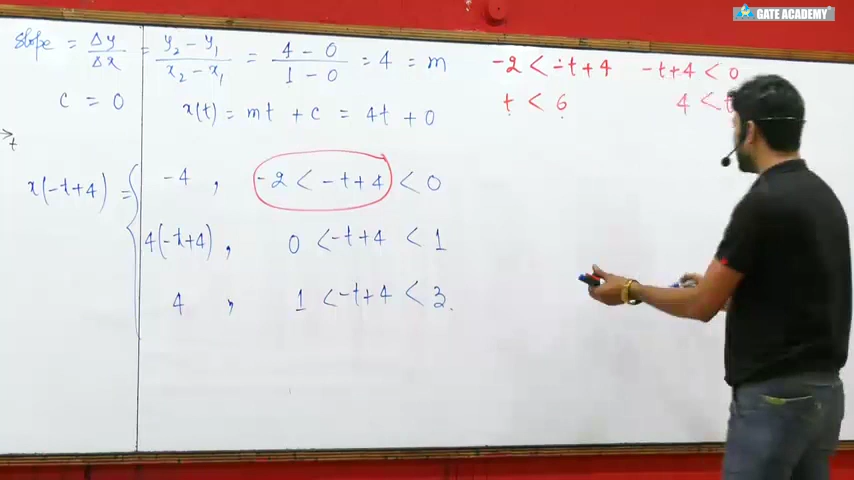 GATE ACADEMY
slope = Δy/Δx = y₂ - y₁/x₂ - x₁ = 4 - 0/1 - 0 = 4 = m
c = 0 x(t) = mt + c = 4t + 0
t
x(-t+4) =
-4 , -2 < -t+4 < 0
4(-t+4) , 0 < -t+4 < 1
4 , 1 < -t+4 < 3.
-2 < -t+4 -t+4 < 0
t < 6 4 < t